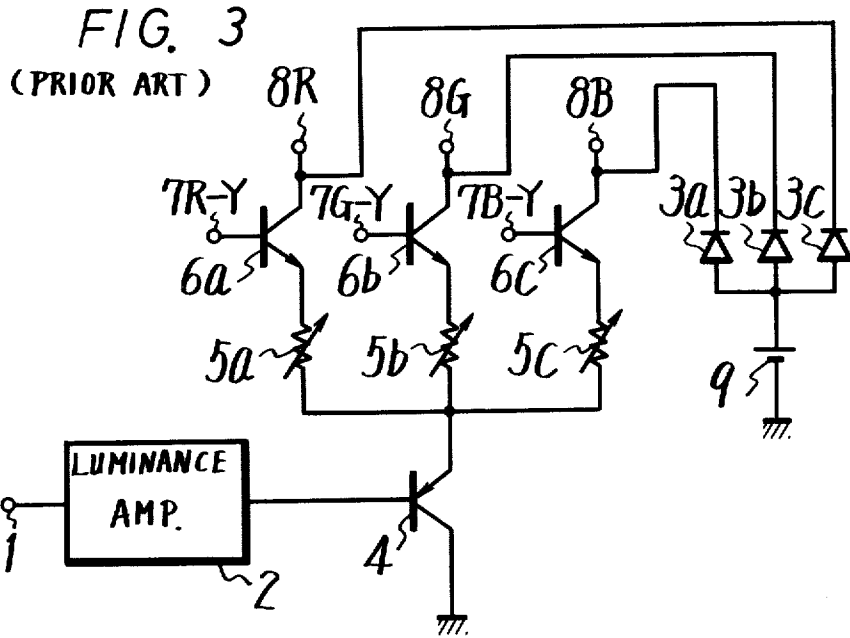 FIG. 3
(PRIOR ART)
8R
8G
8B
7R-Y
7G-Y
7B-Y
3a
3b
3c
6a
6b
6c
5a
5b
5c
9
LUMINANCE
AMP.
1
2
4